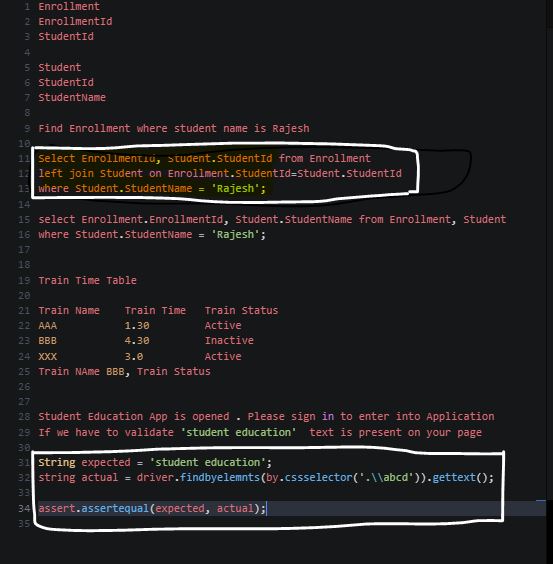 1 Enrollment
2 EnrollmentId
3 StudentId
4
5 Student
6 StudentId
7 StudentName
8
9 Find Enrollment where student name is Rajesh
10
11 Select EnrollmentId, Student.StudentId from Enrollment
12 left join Student on Enrollment.StudentId=Student.StudentId
13 where Student.StudentName = 'Rajesh';
14
15 select Enrollment.EnrollmentId, Student.StudentName from Enrollment, Student
16 where Student.StudentName = 'Rajesh';
17
18
19 Train Time Table
20
21 Train Name Train Time Train Status
22 AAA 1.30 Active
23 BBB 4.30 Inactive
24 XXX 3.0 Active
25 Train NAme BBB, Train Status
26
27
28 Student Education App is opened . Please sign in to enter into Application
29 If we have to validate 'student education' text is present on your page
30
31 String expected = 'student education';
32 string actual = driver.findbyelemnts(by.cssselector('.\\abcd')).gettext();
33
34 assert.assertequal(expected, actual);
35